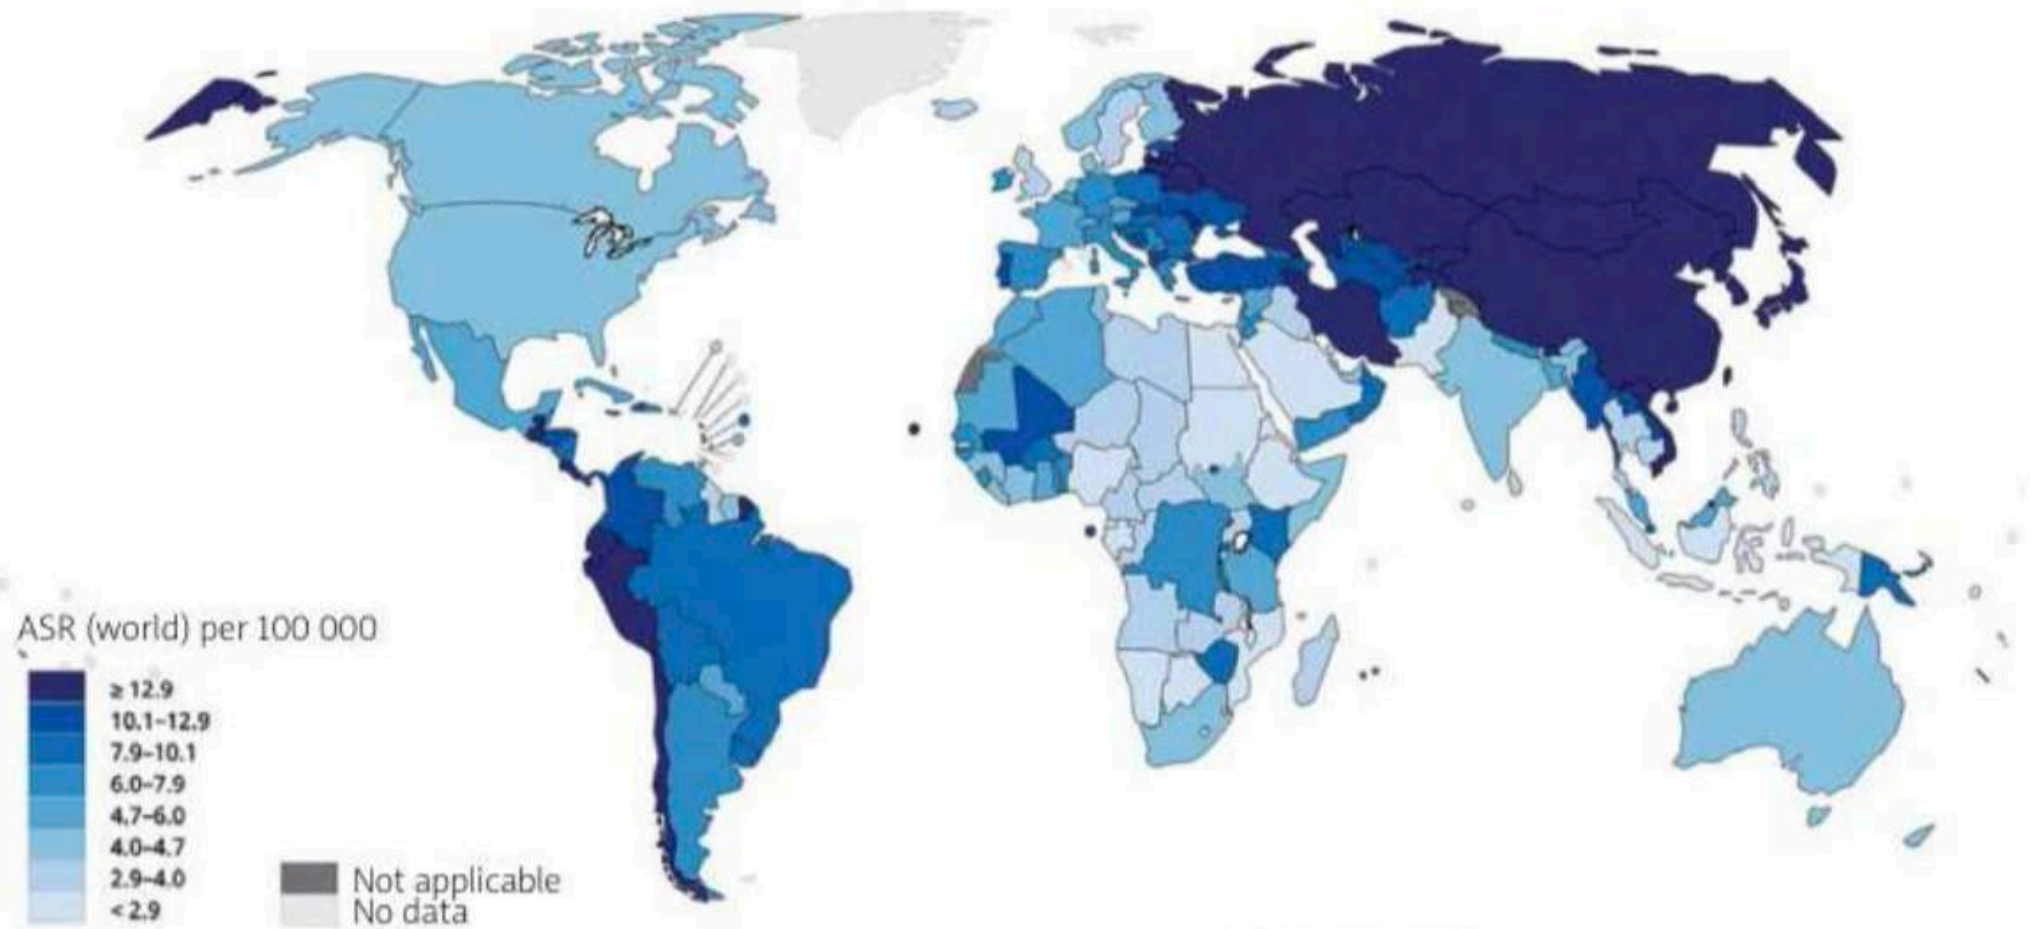 ASR (world) per 100 000
≥ 12.9
10.1–12.9
7.9–10.1
6.0–7.9
4.7–6.0
4.0–4.7
2.9–4.0
< 2.9
Not applicable
No data